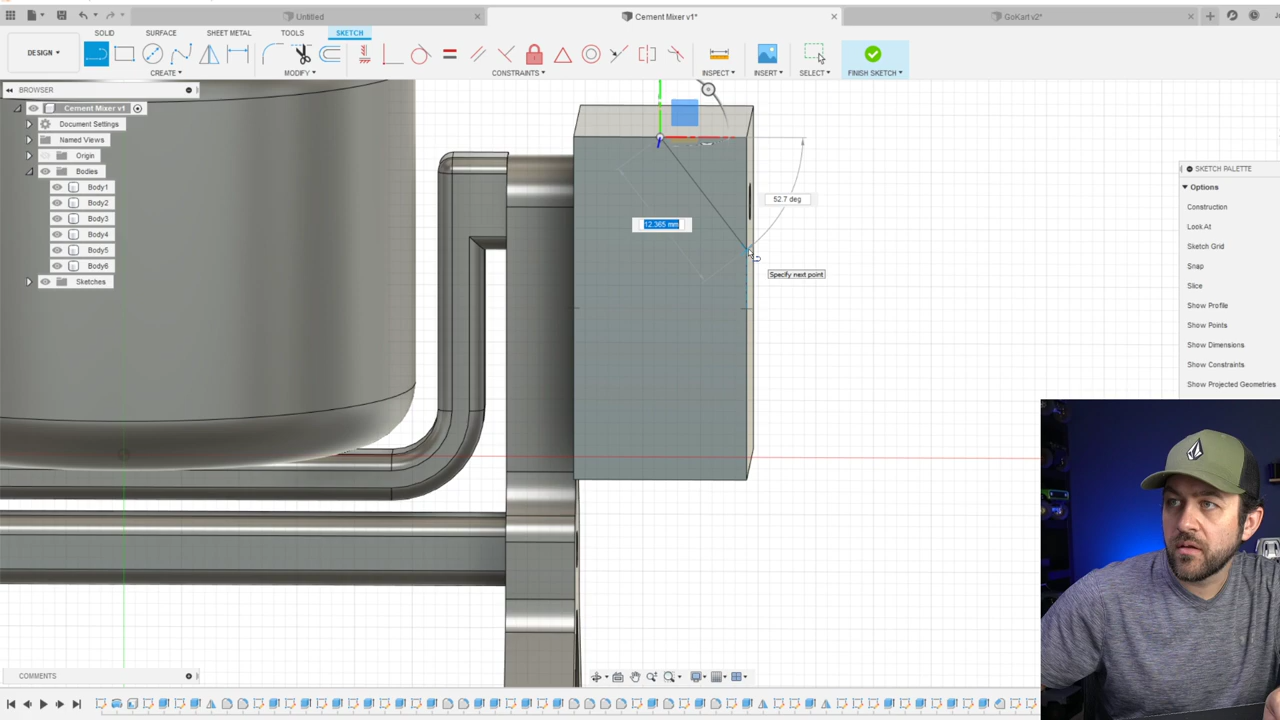 Untitled
Cement Mixer v1*
GoKart v2*
DESIGN
SOLID
SURFACE
SHEET METAL
TOOLS
SKETCH
CREATE
MODIFY
CONSTRAINTS
INSPECT
INSERT
SELECT
FINISH SKETCH
BROWSER
Cement Mixer v1
Document Settings
Named Views
Origin
Bodies
Body1
Body2
Body3
Body4
Body5
Body6
Sketches
52.7 deg
12.365 mm
Specify next point
SKETCH PALETTE
Options
Construction
Look At
Sketch Grid
Snap
Slice
Show Profile
Show Points
Show Dimensions
Show Constraints
Show Projected Geometries
COMMENTS